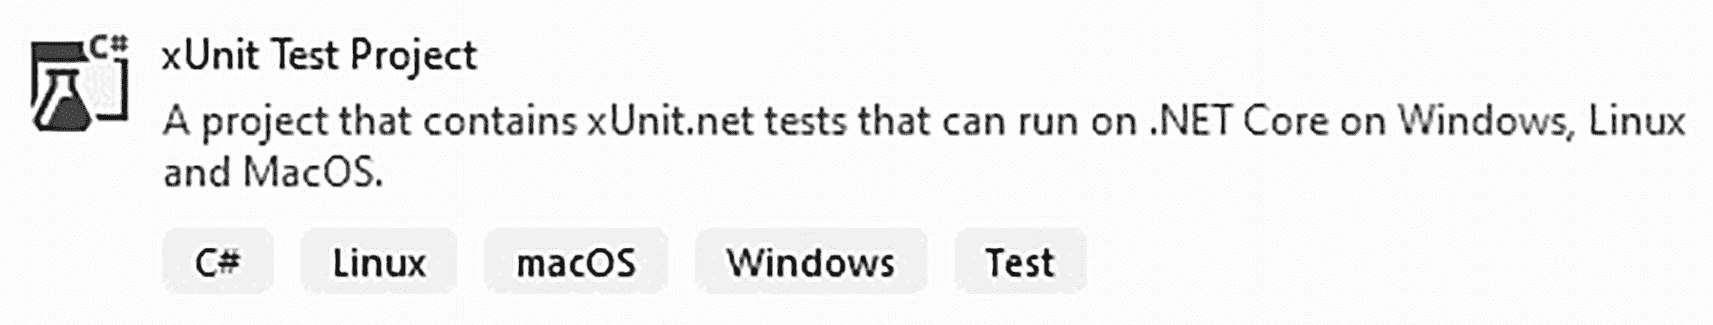 C#
xUnit Test Project
A project that contains xUnit.net tests that can run on .NET Core on Windows, Linux
and MacOS.
C# Linux macOS Windows Test